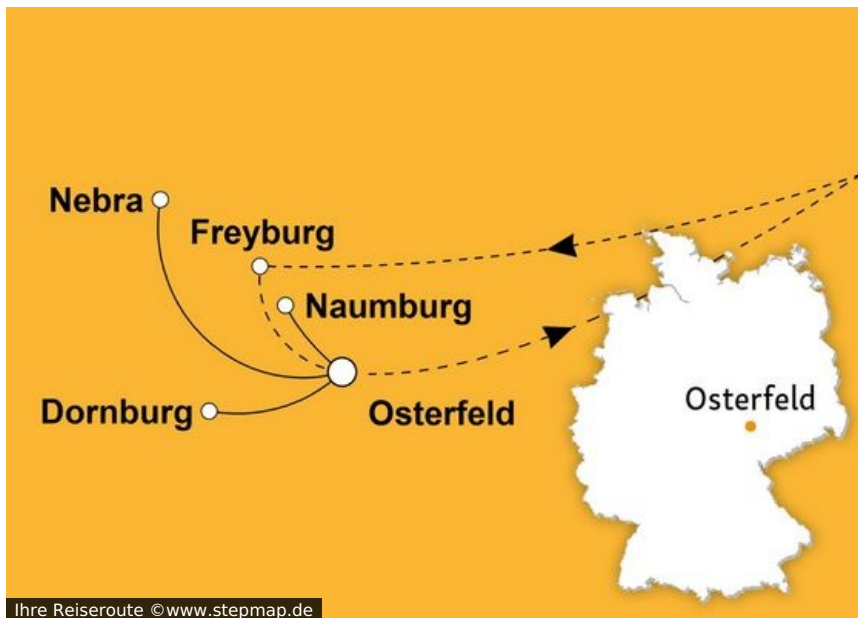 Nebra
Freyburg
Naumburg
Dornburg
Osterfeld
Osterfeld
Ihre Reiseroute ©www.stepmap.de